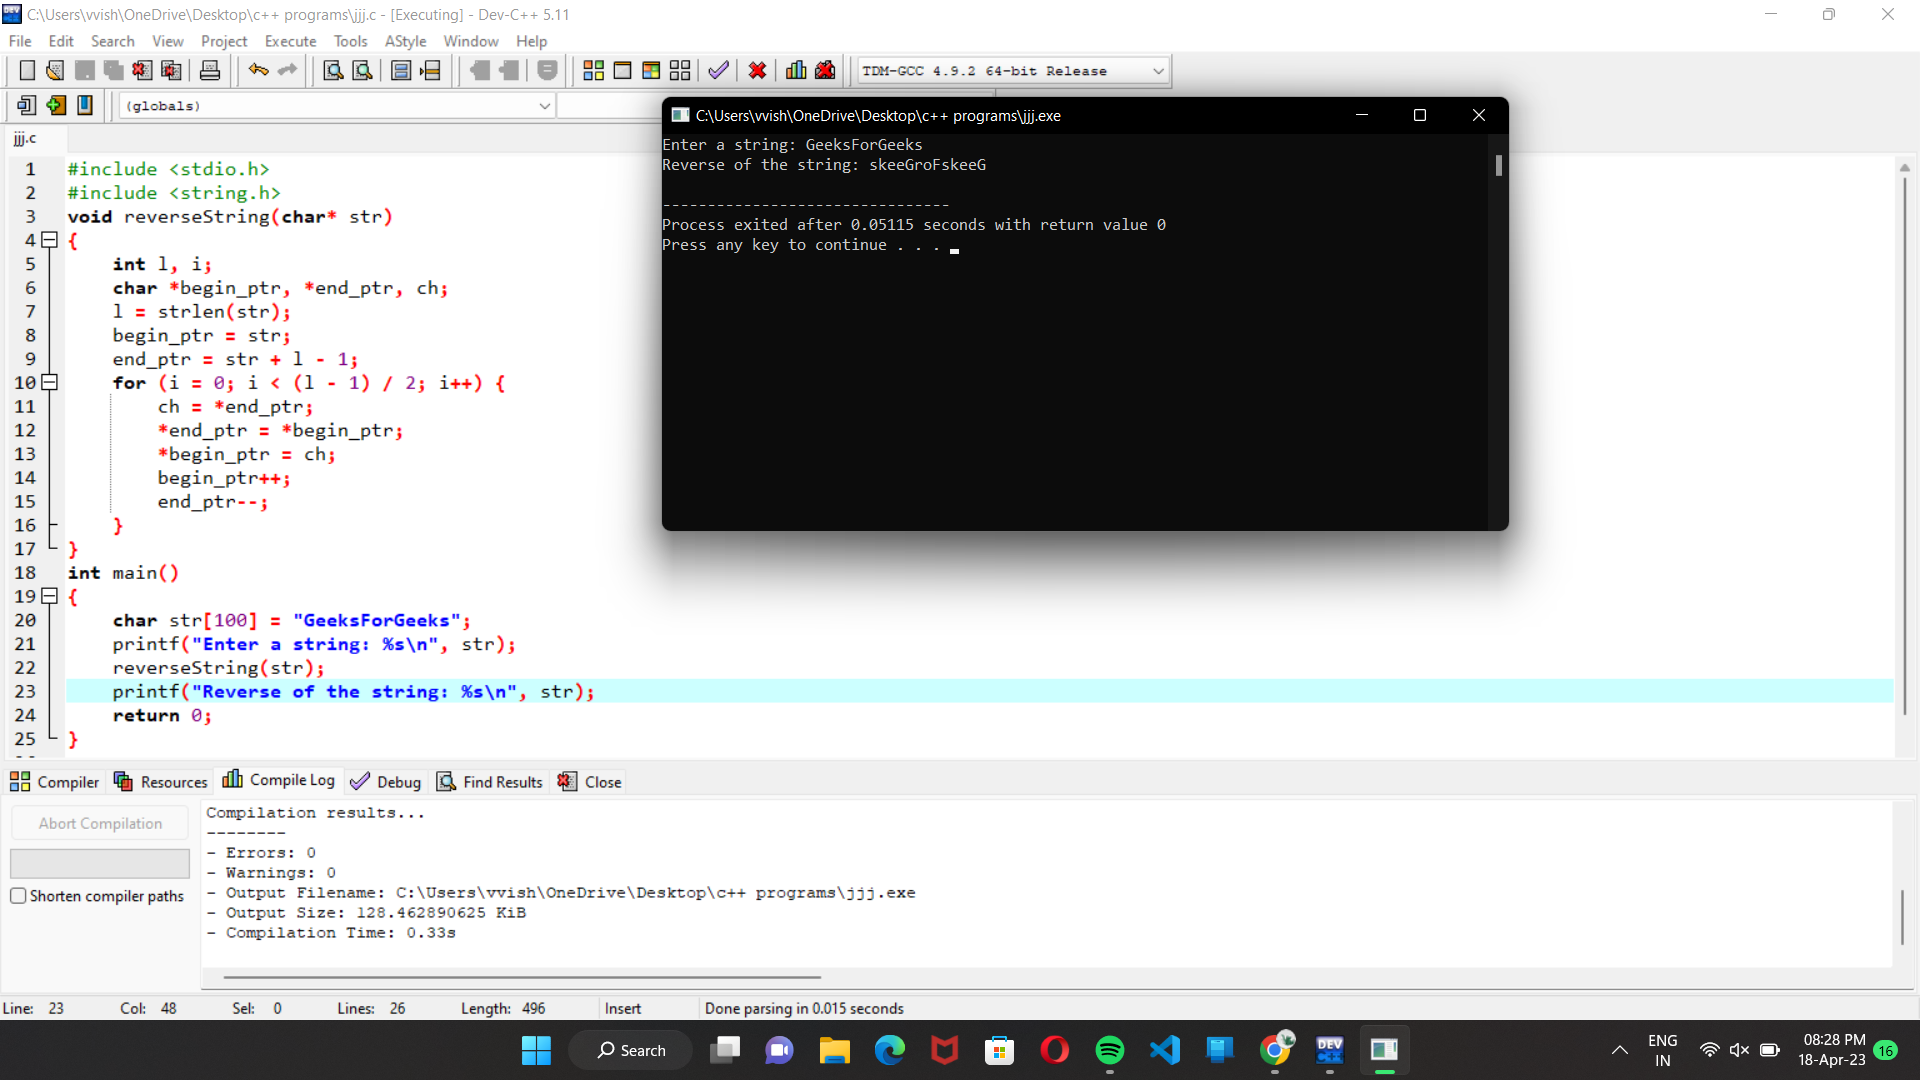 C:\Users\vvish\OneDrive\Desktop\c++ programs\jjj.c - [Executing] - Dev-C++ 5.11
File Edit Search View Project Execute Tools AStyle Window Help
TDM-GCC 4.9.2 64-bit Release
(globals)
jjj.c
1 #include <stdio.h>
2 #include <string.h>
3 void reverseString(char* str)
4 {
5 int l, i;
6 char *begin_ptr, *end_ptr, ch;
7 l = strlen(str);
8 begin_ptr = str;
9 end_ptr = str + l - 1;
10 for (i = 0; i < (l - 1) / 2; i++) {
11 ch = *end_ptr;
12 *end_ptr = *begin_ptr;
13 *begin_ptr = ch;
14 begin_ptr++;
15 end_ptr--;
16 }
17 }
18 int main()
19 {
20 char str[100] = "GeeksForGeeks";
21 printf("Enter a string: %s\n", str);
22 reverseString(str);
23 printf("Reverse of the string: %s\n", str);
24 return 0;
25 }
C:\Users\vvish\OneDrive\Desktop\c++ programs\jjj.exe
Enter a string: GeeksForGeeks
Reverse of the string: skeeGroFskeeG
--------------------------------
Process exited after 0.05115 seconds with return value 0
Press any key to continue . . .
Compiler Resources Compile Log Debug Find Results Close
Abort Compilation
Shorten compiler paths
Compilation results...
--------
- Errors: 0
- Warnings: 0
- Output Filename: C:\Users\vvish\OneDrive\Desktop\c++ programs\jjj.exe
- Output Size: 128.462890625 KiB
- Compilation Time: 0.33s
Line: 23 Col: 48 Sel: 0 Lines: 26 Length: 496 Insert Done parsing in 0.015 seconds
Search
DEV C++
ENG
IN
08:28 PM
18-Apr-23
16